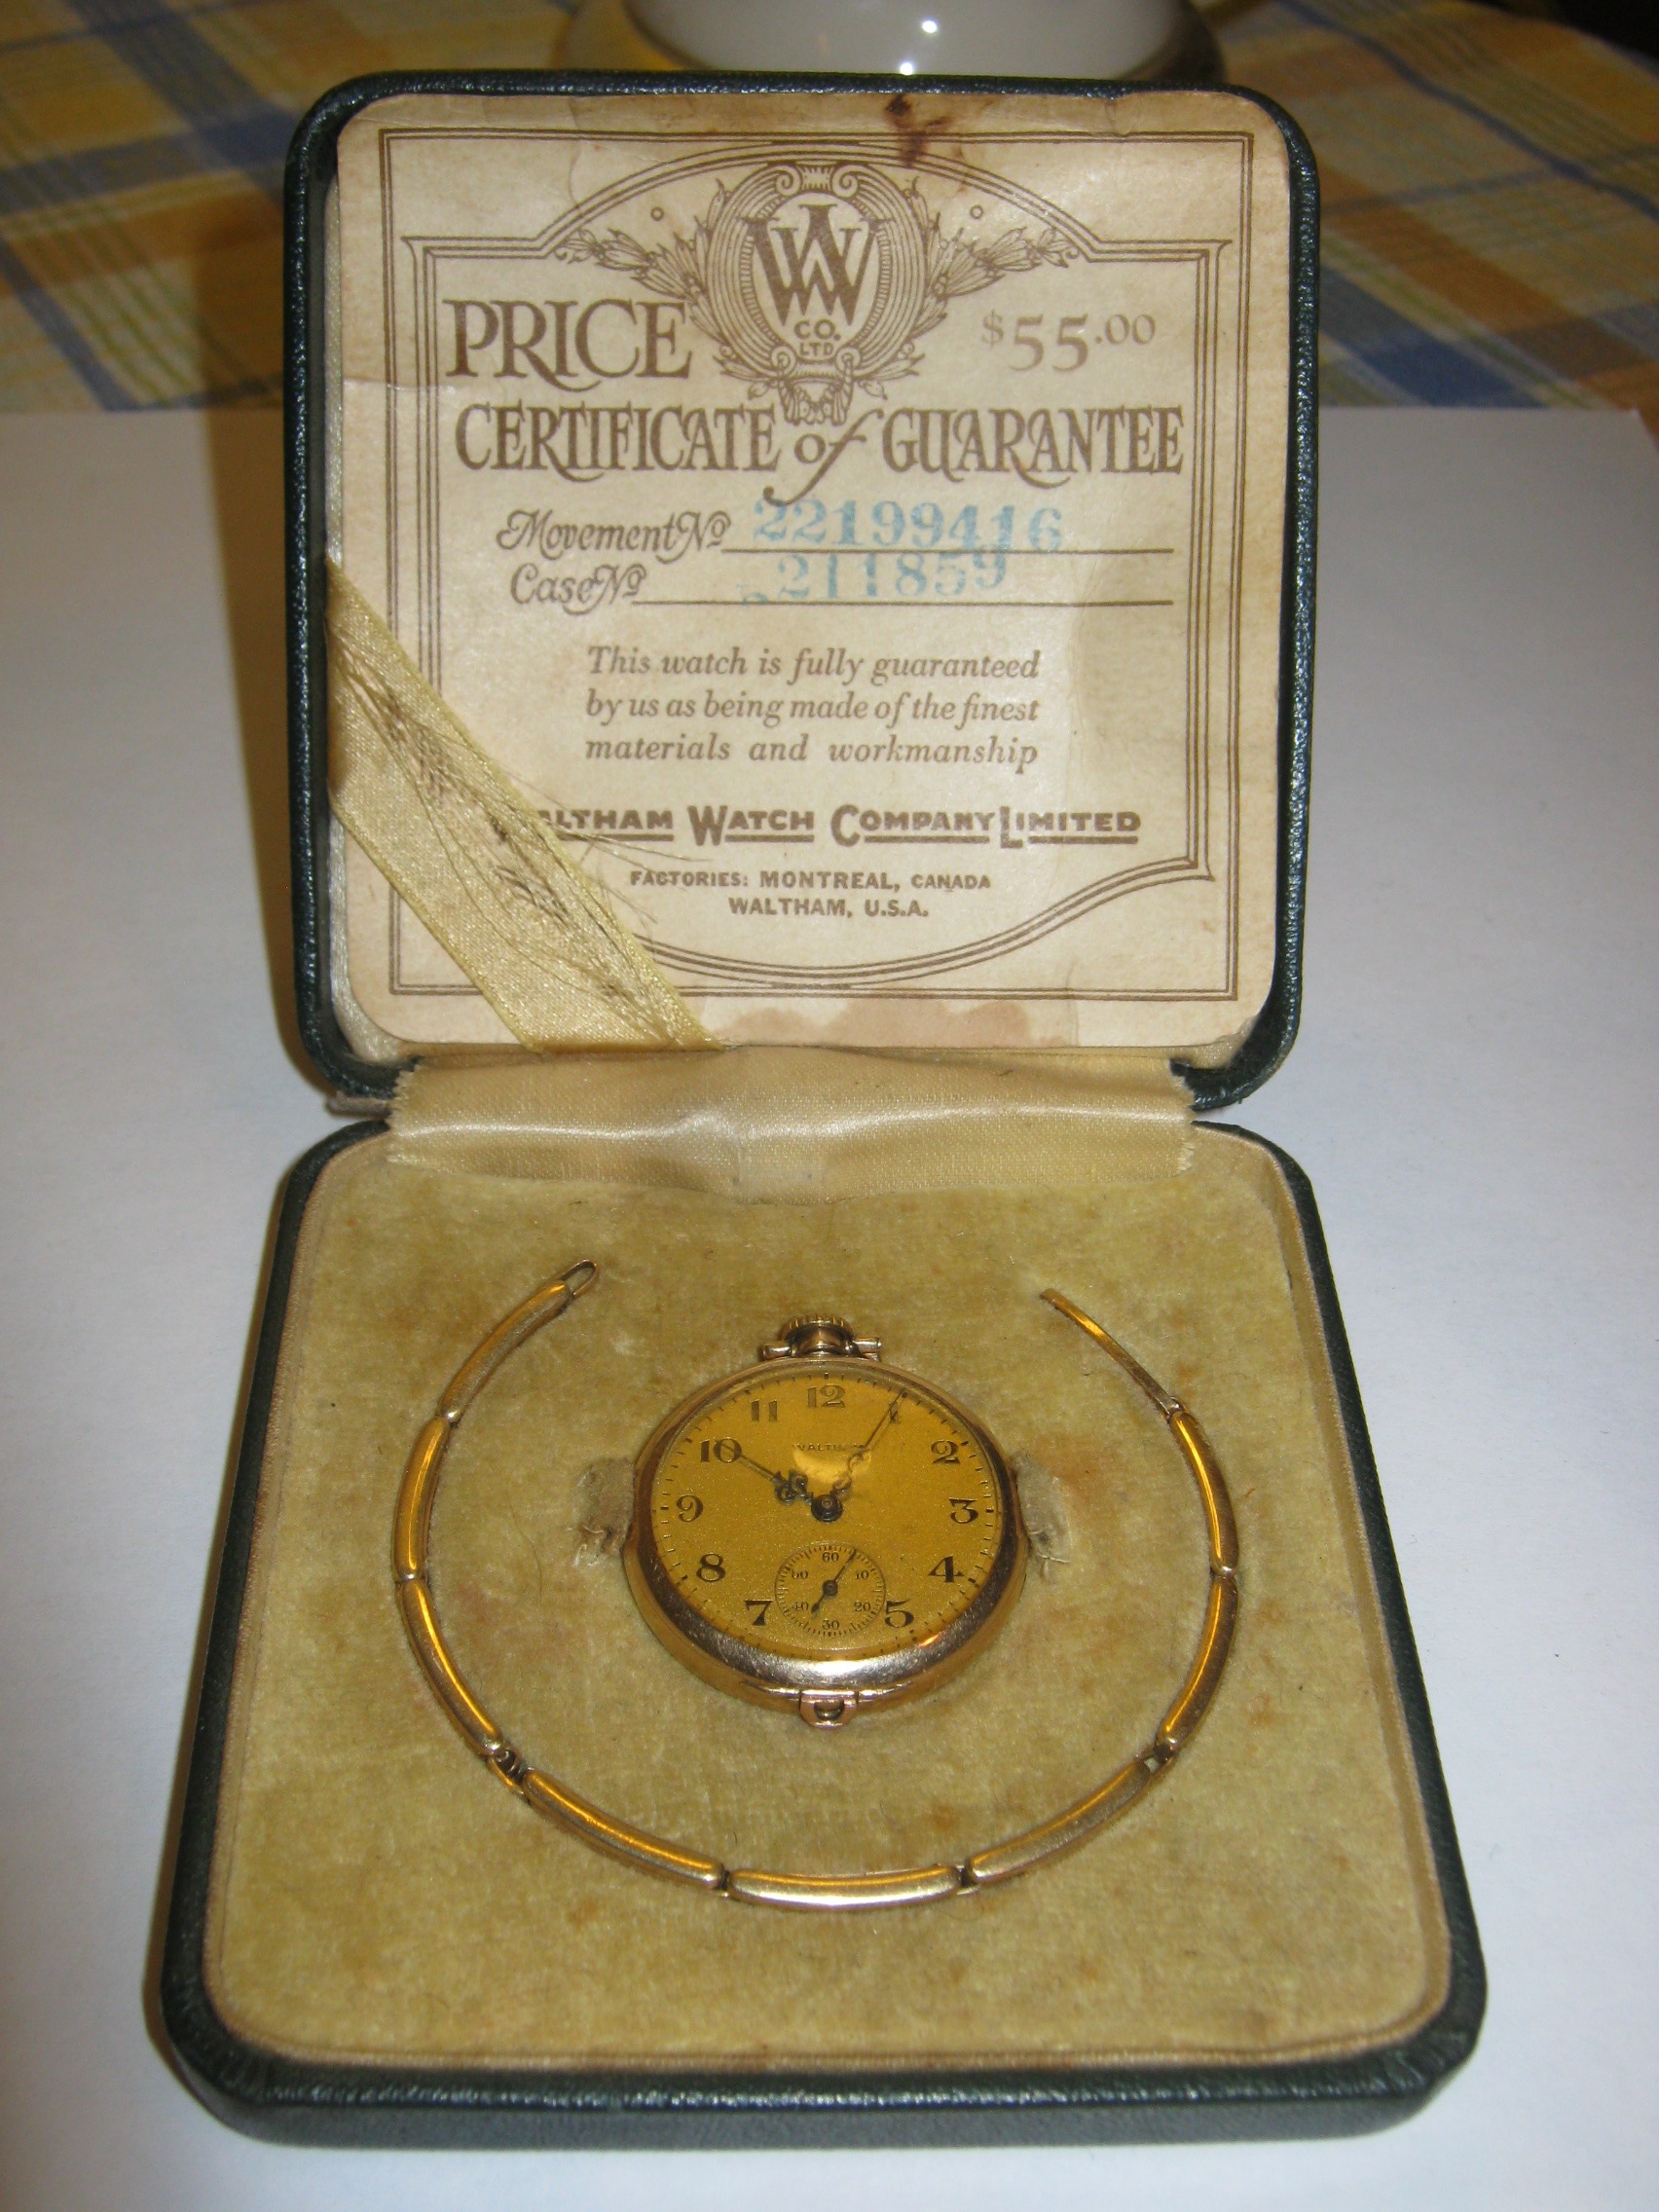 WW
CO.
LTD
PRICE $55.00
CERTIFICATE of GUARANTEE
Movement No 22199416
Case No 211859
This watch is fully guaranteed
by us as being made of the finest
materials and workmanship
ALTHAM WATCH COMPANY LIMITED
FACTORIES: MONTREAL, CANADA
WALTHAM, U.S.A.
12
11
10
2
9
3
8
4
7
5
60
10
20
30
40